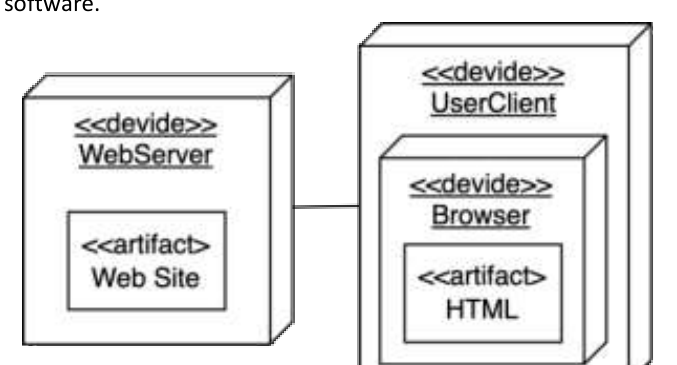 software.
<<devide>>
WebServer
<<artifact>
Web Site
<<devide>>
UserClient
<<devide>>
Browser
<<artifact>
HTML